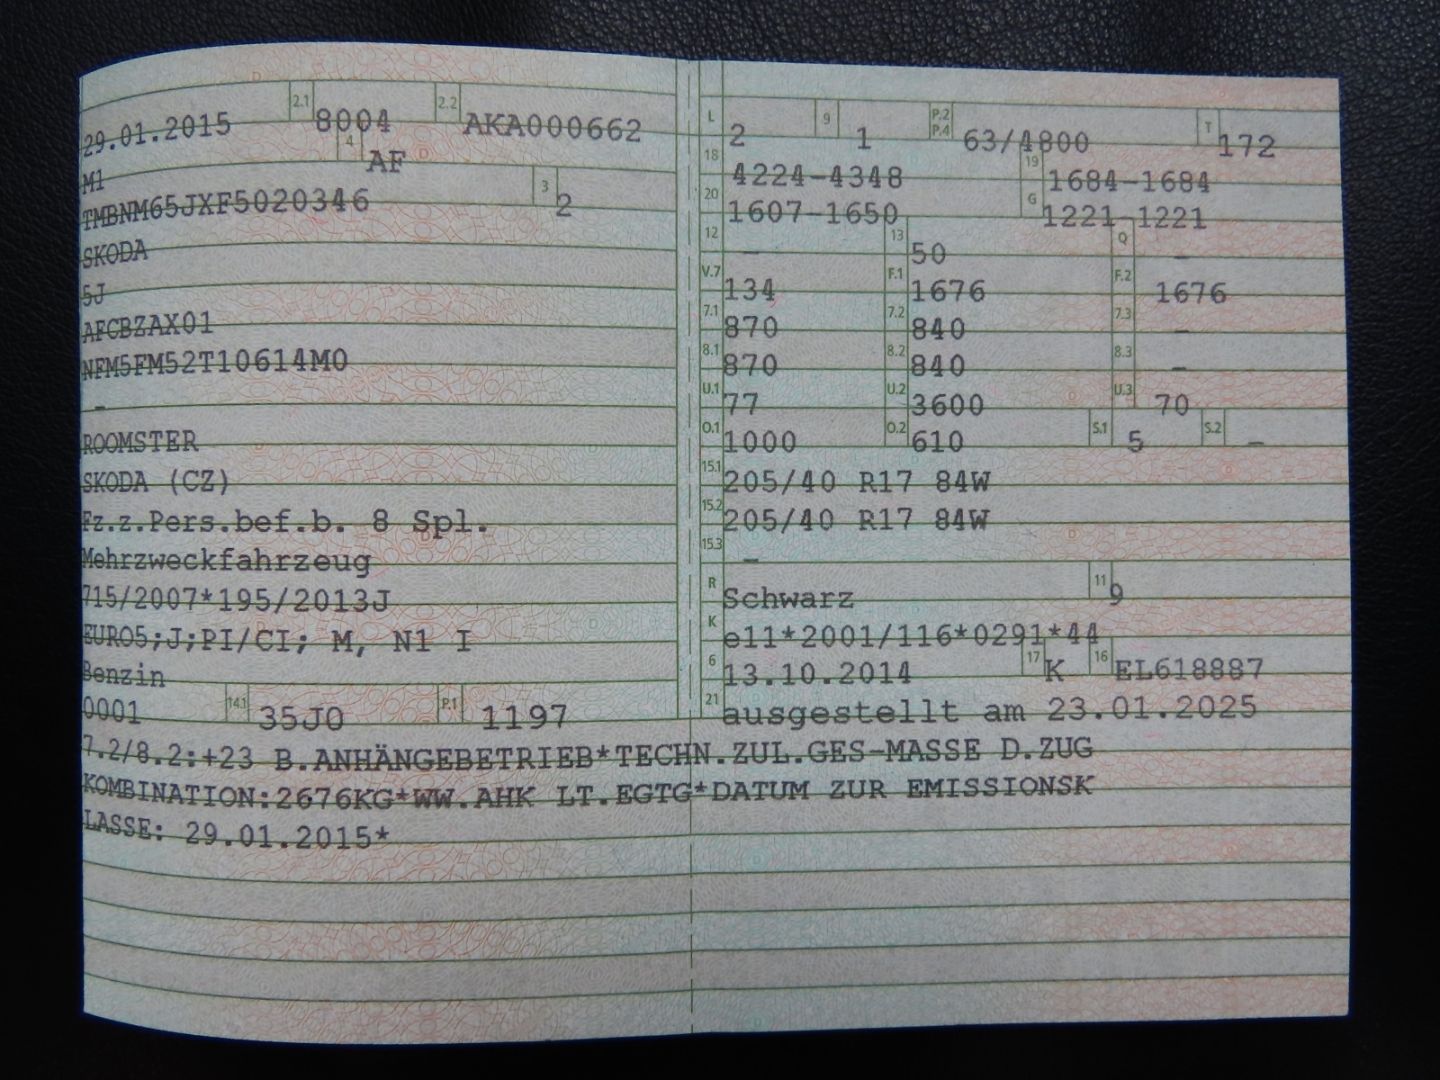 29.01.2015 2.1 8004 2.2 AKA000662
M1 4 AF
TMBNM65JXF5020346 3 2
SKODA
5J
AFCBZAX01
NFM5FM52T10614M0
-
ROOMSTER
SKODA (CZ)
Fz.z.Pers.bef.b. 8 Spl.
Mehrzweckfahrzeug
715/2007*195/2013J
EURO5;J;PI/CI; M, N1 I
Benzin
0001 14.1 35J0 P.1 1197
L 2 9 1 P.2 P.4 63/4800 T 172
18 4224-4348 19 1684-1684
20 1607-1650 G 1221-1221
12 - 13 50 Q -
V.7 134 F.1 1676 F.2 1676
7.1 870 7.2 840 7.3 -
8.1 870 8.2 840 8.3 -
U.1 77 U.2 3600 U.3 70
O.1 1000 O.2 610 S.1 5 S.2 -
15.1 205/40 R17 84W
15.2 205/40 R17 84W
15.3 -
R Schwarz 11 9
K e11*2001/116*0291*44
6 13.10.2014 17 K 16 EL618887
21 ausgestellt am 23.01.2025
7.2/8.2:+23 B.ANHÄNGEBETRIEB*TECHN.ZUL.GES-MASSE D.ZUG
KOMBINATION:2676KG*WW.AHK LT.EGTG*DATUM ZUR EMISSIONSK
LASSE: 29.01.2015*